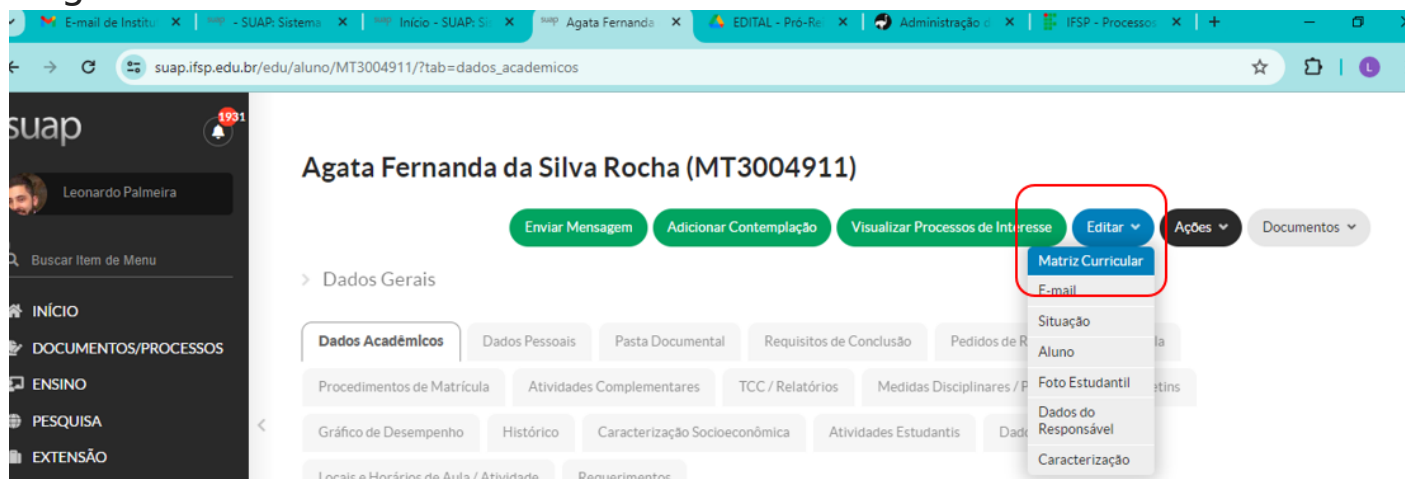 E-mail de Institu
- SUAP: Sistema
Início - SUAP: Sis
suap Agata Fernanda
EDITAL - Pró-Re
Administração d
IFSP - Processos
suap.ifsp.edu.br/edu/aluno/MT3004911/?tab=dados_academicos
L
suap
1931
Leonardo Palmeira
Buscar Item de Menu
INÍCIO
DOCUMENTOS/PROCESSOS
ENSINO
PESQUISA
EXTENSÃO
Agata Fernanda da Silva Rocha (MT3004911)
Enviar Mensagem
Adicionar Contemplação
Visualizar Processos de Interesse
Editar
Ações
Documentos
Matriz Curricular
E-mail
Situação
Aluno
Foto Estudantil
Dados do
Responsável
Caracterização
Dados Gerais
Dados Acadêmicos
Dados Pessoais
Pasta Documental
Requisitos de Conclusão
Pedidos de R
la
Procedimentos de Matrícula
Atividades Complementares
TCC / Relatórios
Medidas Disciplinares / P
etins
Gráfico de Desempenho
Histórico
Caracterização Socioeconômica
Atividades Estudantis
Dado
Locais e Horários de Aula / Atividade
Requerimentos